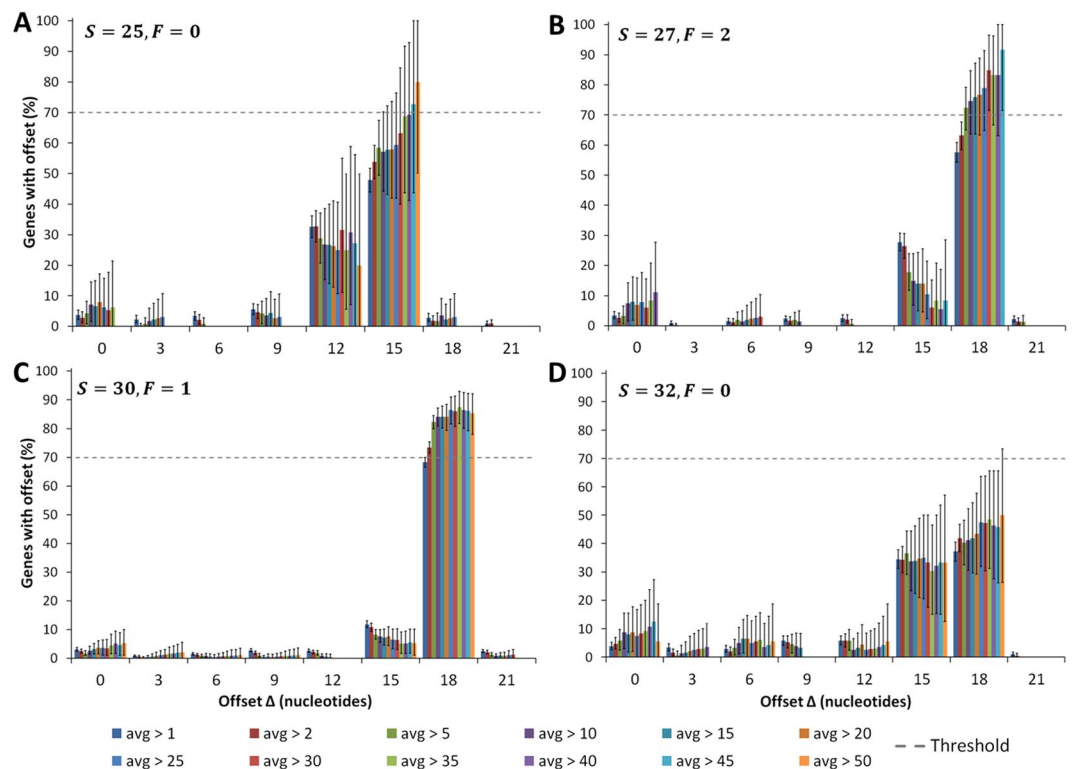 A
S = 25, F = 0
100
90
80
70
60
50
40
30
20
10
0
Genes with offset (%)
0 3 6 9 12 15 18 21
B
S = 27, F = 2
100
90
80
70
60
50
40
30
20
10
0
0 3 6 9 12 15 18 21
C
S = 30, F = 1
100
90
80
70
60
50
40
30
20
10
0
Genes with offset (%)
0 3 6 9 12 15 18 21
Offset Δ (nucleotides)
D
S = 32, F = 0
100
90
80
70
60
50
40
30
20
10
0
0 3 6 9 12 15 18 21
Offset Δ (nucleotides)
avg > 1 avg > 2 avg > 5 avg > 10 avg > 15 avg > 20 Threshold
avg > 25 avg > 30 avg > 35 avg > 40 avg > 45 avg > 50